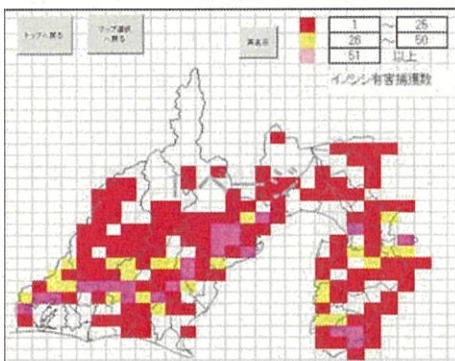 トップへ戻る
マップ選択
へ戻る
再表示
1 ～ 25
26 ～ 50
51 以上
イノシシ有害捕獲数